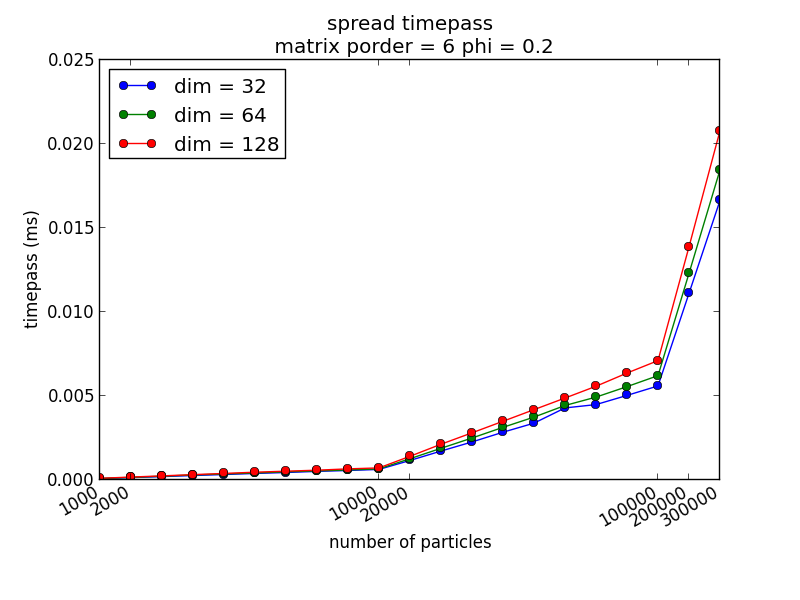 spread timepass
matrix porder = 6 phi = 0.2
dim = 32
dim = 64
dim = 128
timepass (ms)
0.025
0.020
0.015
0.010
0.005
0.000
1000
2000
10000
20000
100000
200000
300000
number of particles